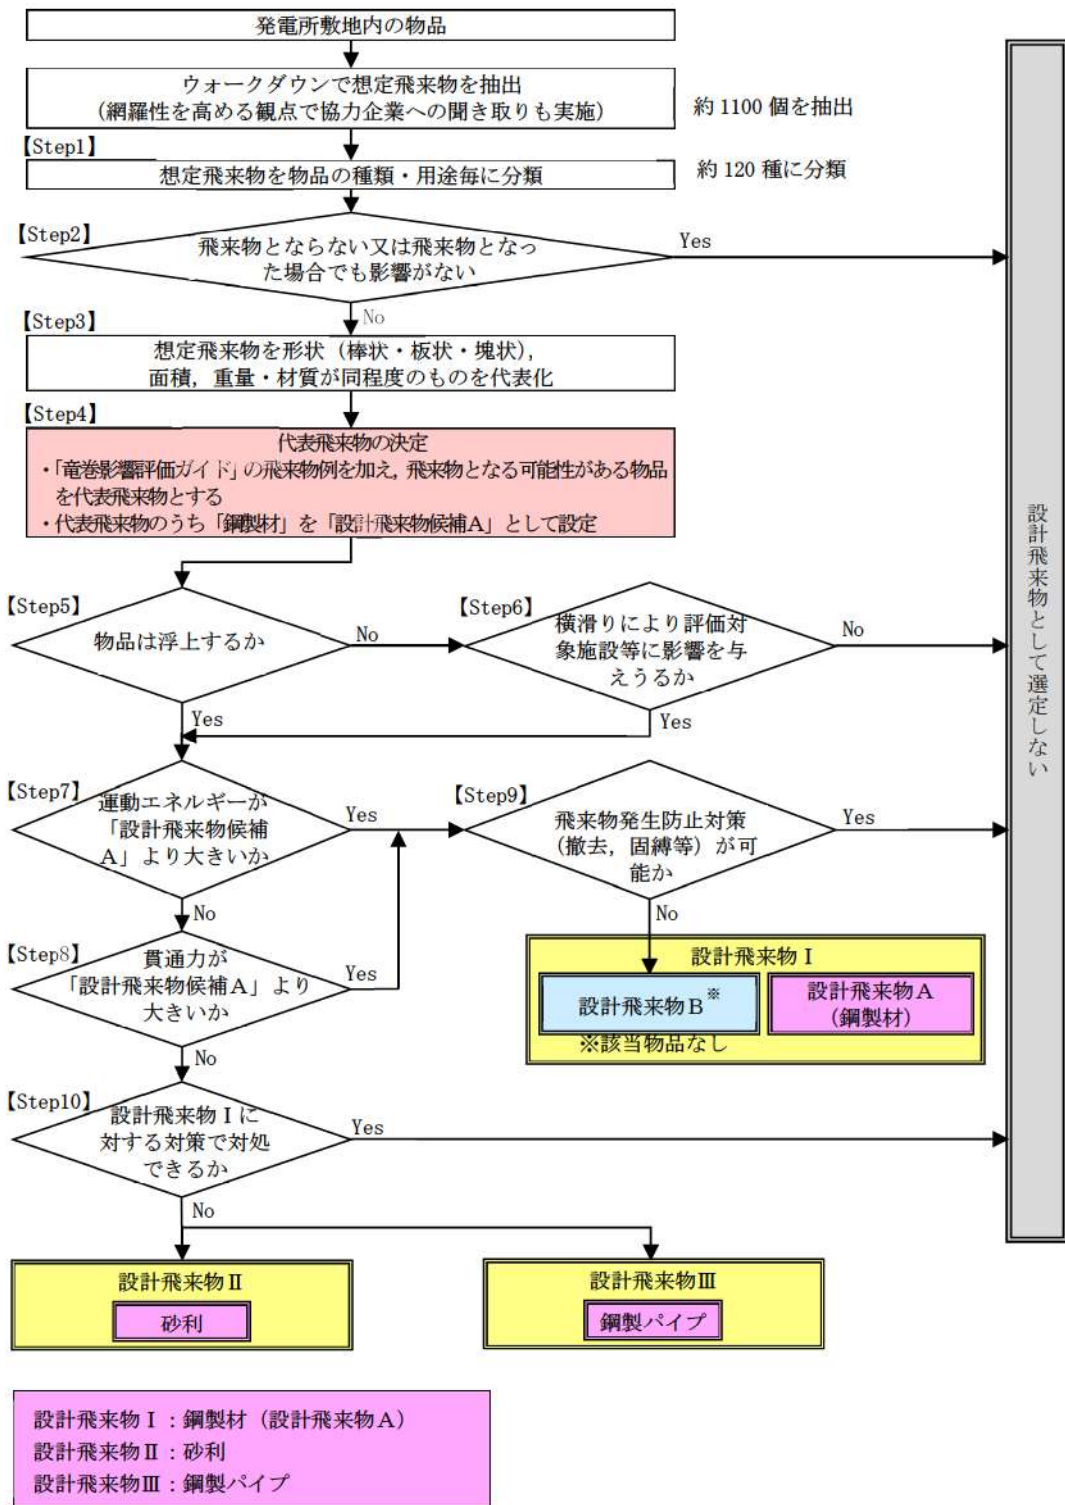 発電所敷地内の物品
ウォークダウンで想定飛来物を抽出
(網羅性を高める観点で協力企業への聞き取りも実施)
約1100 個を抽出
【Step1】
想定飛来物を物品の種類・用途毎に分類
約120 種に分類
【Step2】
飛来物とならない又は飛来物となっ
た場合でも影響がない
Yes
No
【Step3】
想定飛来物を形状(棒状・板状・塊状),
面積,重量・材質が同程度のものを代表化
【Step4】
代表飛来物の決定
・「竜巻影響評価ガイド」の飛来物例を加え,飛来物となる可能性がある物品
を代表飛来物とする
・代表飛来物のうち「鋼製材」を「設計飛来物候補A」として設定
【Step5】
物品は浮上するか
No
Yes
【Step6】
横滑りにより評価対
象施設等に影響を与
えうるか
No
Yes
【Step7】
運動エネルギーが
「設計飛来物候補
A」より大きいか
Yes
No
【Step9】
飛来物発生防止対策
(撤去,固縛等)が可
能か
Yes
No
【Step8】
貫通力が
「設計飛来物候補A」より
大きいか
Yes
No
設計飛来物Ⅰ
設計飛来物B※
設計飛来物A
(鋼製材)
※該当物品なし
【Step10】
設計飛来物Ⅰに
対する対策で対処
できるか
Yes
No
設計飛来物として選定しない
設計飛来物Ⅱ
砂利
設計飛来物Ⅲ
鋼製パイプ
設計飛来物Ⅰ:鋼製材(設計飛来物A)
設計飛来物Ⅱ:砂利
設計飛来物Ⅲ:鋼製パイプ